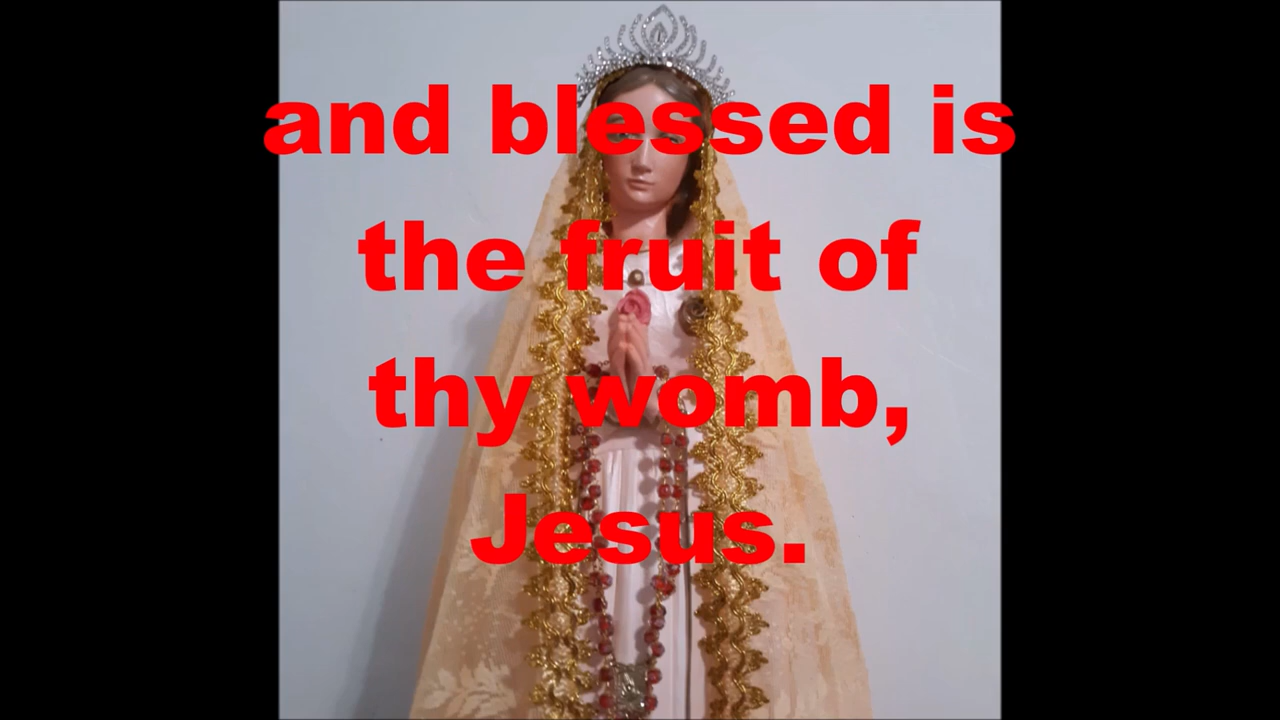 and blessed is
the fruit of
thy womb,
Jesus.